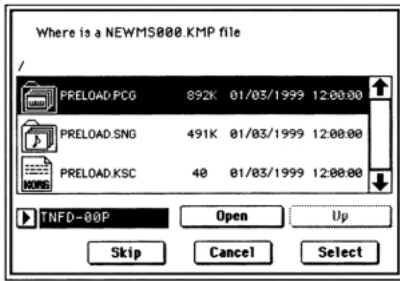 Where is a NEWMS000.KMP file
/
PRELOAD.PCG 892K 01/03/1999 12:00:00
PRELOAD.SNG 491K 01/03/1999 12:00:00
KORG PRELOAD.KSC 40 01/03/1999 12:00:00
TNFD-00P Open Up
Skip Cancel Select